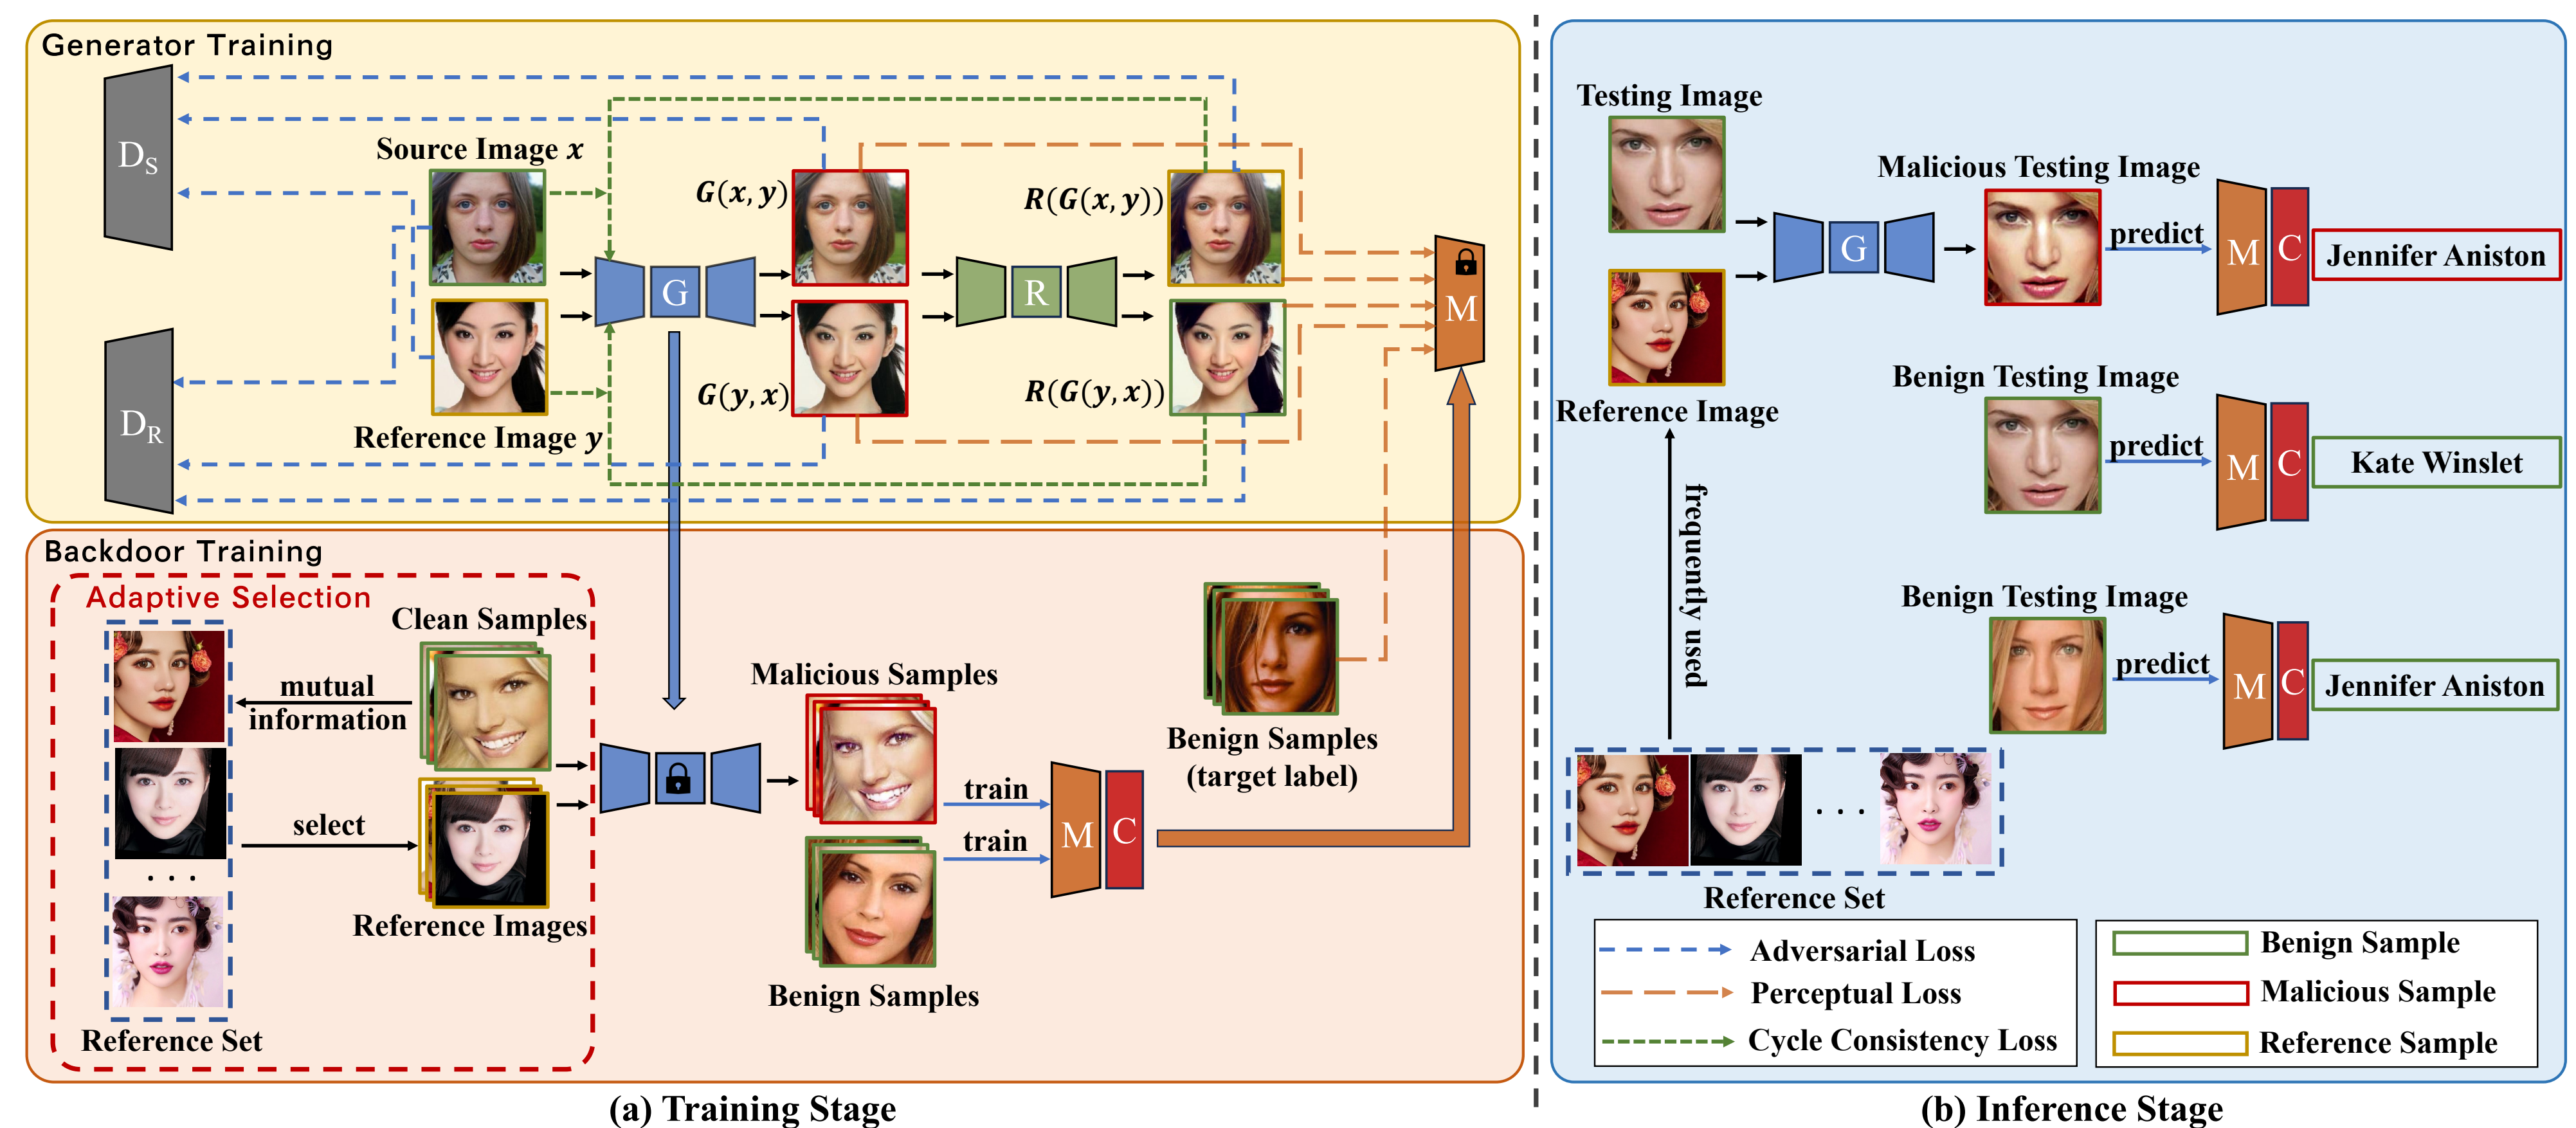 Generator Training
D_S
Source Image x
G(x, y)
R(G(x, y))
G
R
M
D_R
Reference Image y
G(y, x)
R(G(y, x))
Backdoor Training
Adaptive Selection
Clean Samples
mutual
information
select
. . .
Reference Images
Reference Set
Malicious Samples
train
train
M
C
Benign Samples
Benign Samples
(target label)
(a) Training Stage
Testing Image
Malicious Testing Image
G
predict
M
C
Jennifer Aniston
Reference Image
Benign Testing Image
predict
M
C
Kate Winslet
frequently used
Benign Testing Image
predict
M
C
Jennifer Aniston
. . .
Reference Set
Adversarial Loss
Perceptual Loss
Cycle Consistency Loss
Benign Sample
Malicious Sample
Reference Sample
(b) Inference Stage